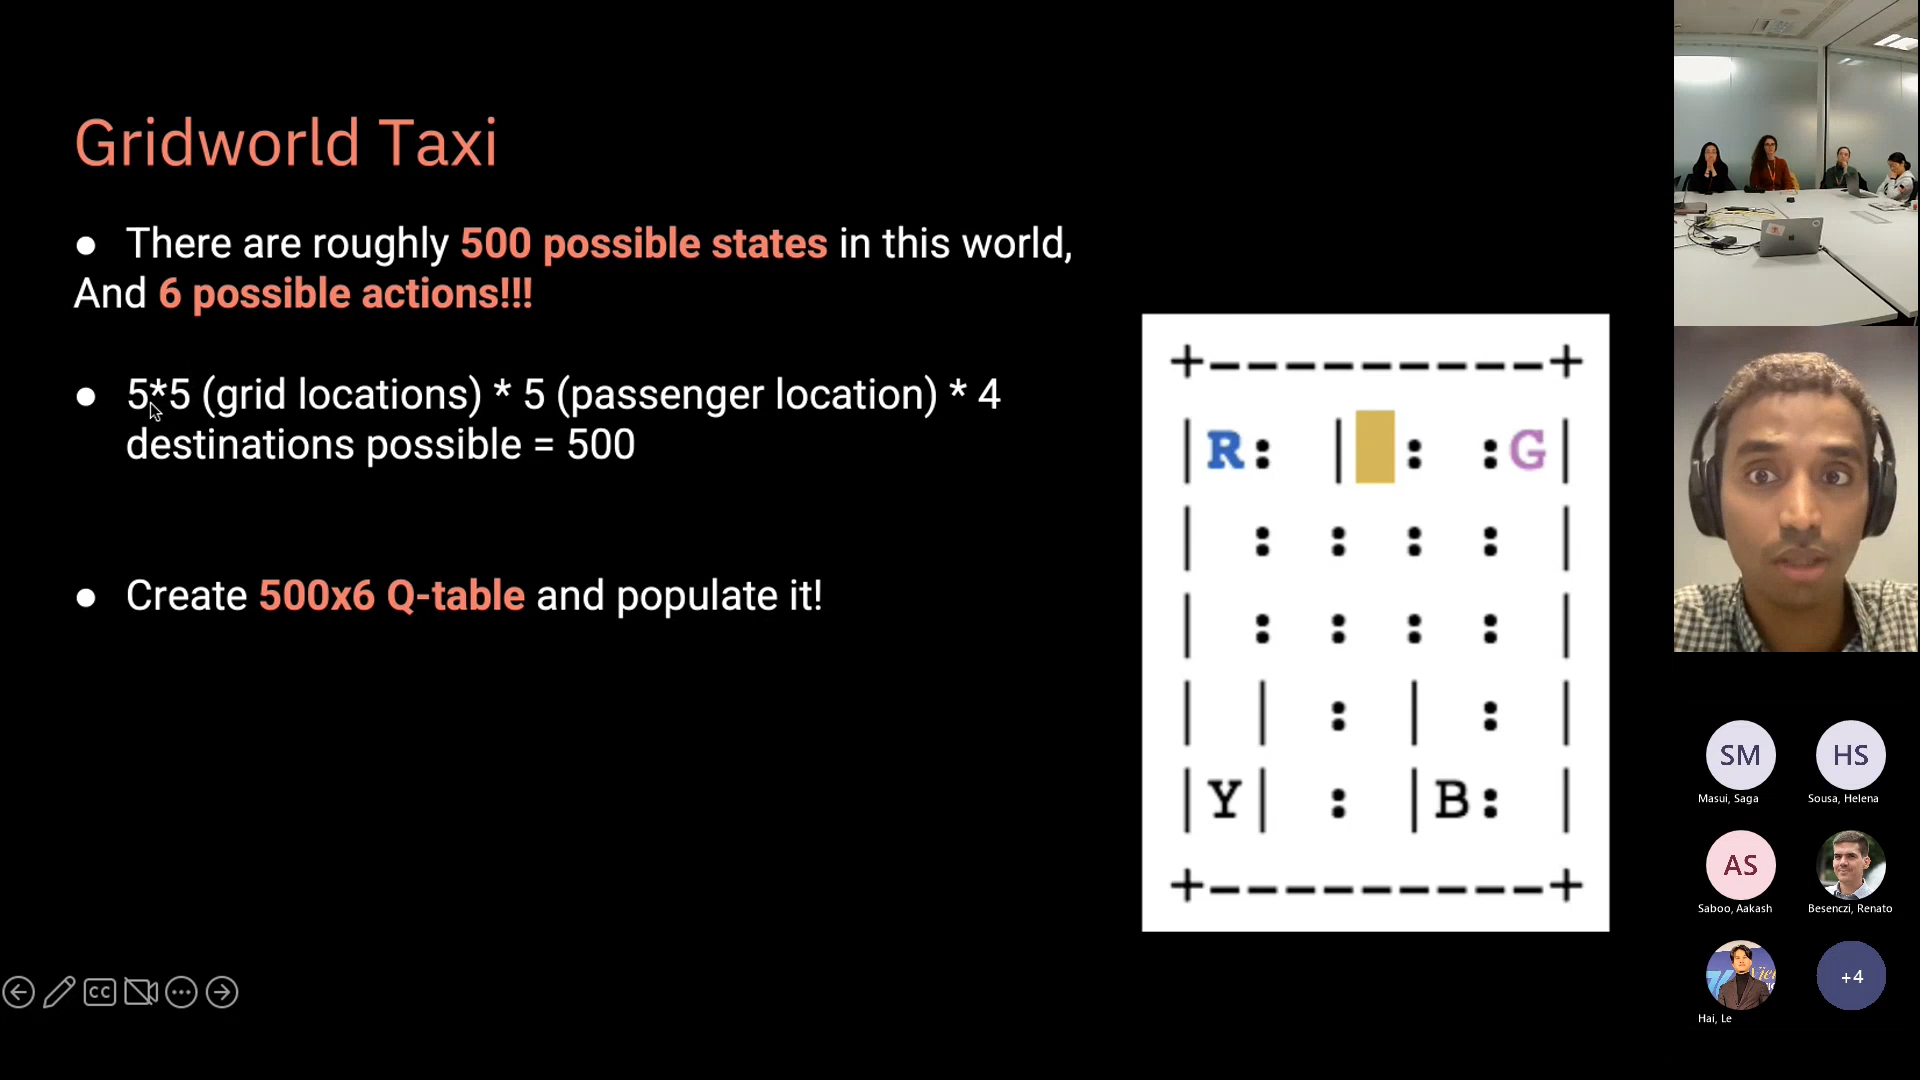 Gridworld Taxi
● There are roughly 500 possible states in this world,
And 6 possible actions!!!
● 5*5 (grid locations) * 5 (passenger location) * 4
destinations possible = 500
● Create 500x6 Q-table and populate it!
+---------+
|R: | : :G|
| : : : : |
| : : : : |
| | : | : |
|Y| : |B: |
+---------+
CC
SM
HS
Masui, Saga
Sousa, Helena
AS
Saboo, Aakash
Besenczi, Renato
Hai, Le
+4